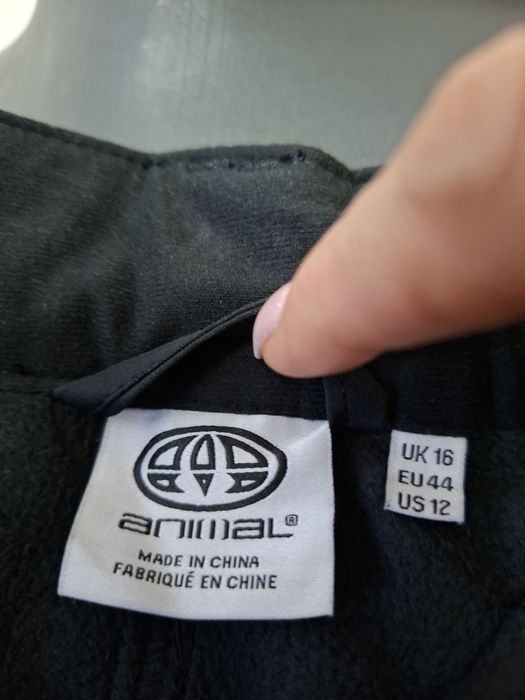 animal®
MADE IN CHINA
FABRIQUÉ EN CHINE
UK 16
EU 44
US 12